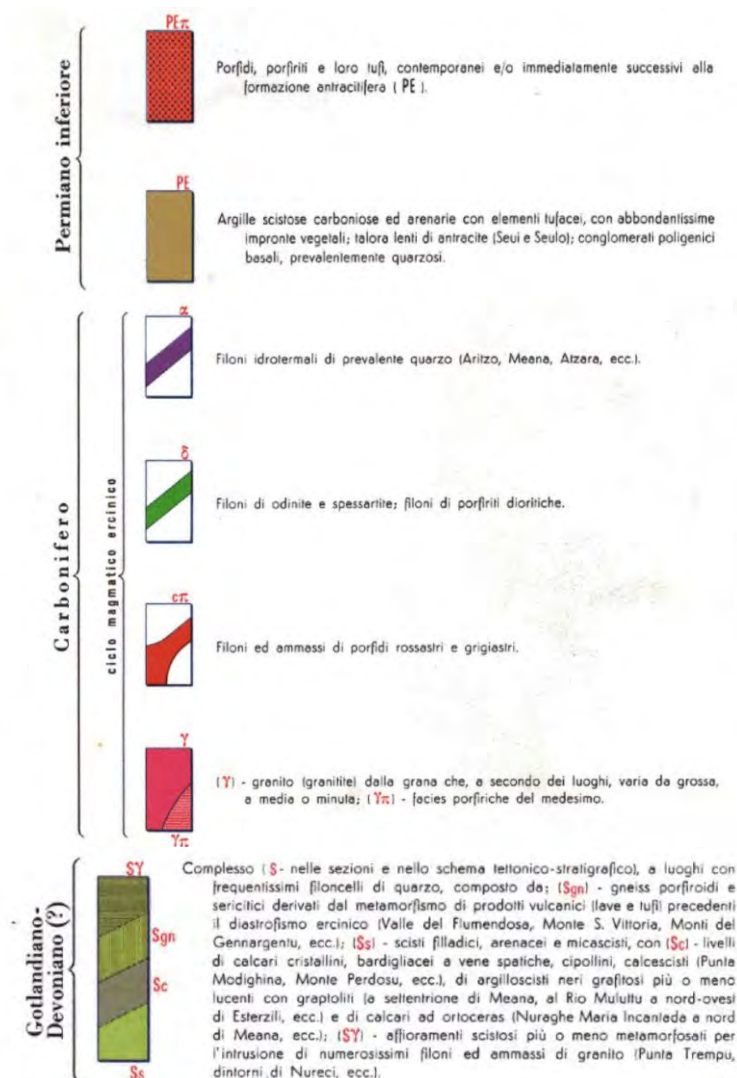 PEπ
Porfidi, porfiriti e loro tufi, contemporanei e/o immediatamente successivi alla
formazione antracitifera ( PE ).
Permiano inferiore
PE
Argille scistose carboniose ed arenarie con elementi tufacei, con abbondantissime
impronte vegetali; talora lenti di antracite (Seui e Seulo); conglomerati poligenici
basali, prevalentemente quarzosi.
Carbonifero
ciclo magmatico ercinico
α
Filoni idrotermali di prevalente quarzo (Aritzo, Meana, Atzara, ecc.).
δ
Filoni di odinite e spessartite; filoni di porfiriti dioritiche.
cπ
Filoni ed ammassi di porfidi rossastri e grigiastri.
γ
(γ) - granito (granitite) dalla grana che, a secondo dei luoghi, varia da grossa,
a media o minuta; (γπ) - facies porfiriche del medesimo.
γπ
Gotlandiano-
Devoniano (?)
Sγ
Sgn
Sc
Ss
Complesso (S- nelle sezioni e nello schema tettonico-stratigrafico), a luoghi con
frequentissimi filoncelli di quarzo, composto da; (Sgn) - gneiss porfiroidi e
sericitici derivati dal metamorfismo di prodotti vulcanici (lave e tufi) precedenti
il diastrofismo ercinico (Valle del Flumendosa, Monte S. Vittoria, Monti del
Gennargentu, ecc.); (Ss) - scisti filladici, arenacei e micascisti, con (Sc) - livelli
di calcari cristallini, bardigliacei a vene spatiche, cipollini, calcescisti (Punta
Modighina, Monte Perdosu, ecc.), di argilloscisti neri grafitosi più o meno
lucenti con graptoliti (a settentrione di Meana, al Rio Muluttu a nord-ovest
di Esterzili, ecc.) e di calcari ad ortoceras (Nuraghe Maria Incantada a nord
di Meana, ecc.); (Sγ) - affioramenti scistosi più o meno metamorfosati per
l'intrusione di numerosissimi filoni ed ammassi di granito (Punta Trempu,
dintorni di Nureci, ecc.).